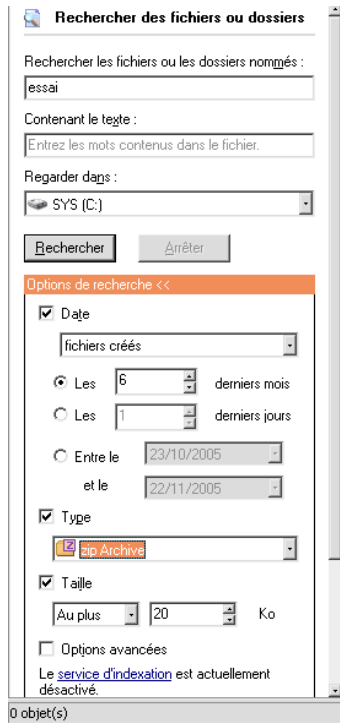 Rechercher des fichiers ou dossiers
Rechercher les fichiers ou les dossiers nommés :
essai
Contenant le texte :
Entrez les mots contenus dans le fichier.
Regarder dans :
SYS (C:)
Rechercher Arrêter
Options de recherche <<
Date
fichiers créés
Les 6 derniers mois
Les 1 derniers jours
Entre le 23/10/2005
et le 22/11/2005
Type
zip Archive
Taille
Au plus 20 Ko
Options avancées
Le service d'indexation est actuellement
désactivé.
0 objet(s)